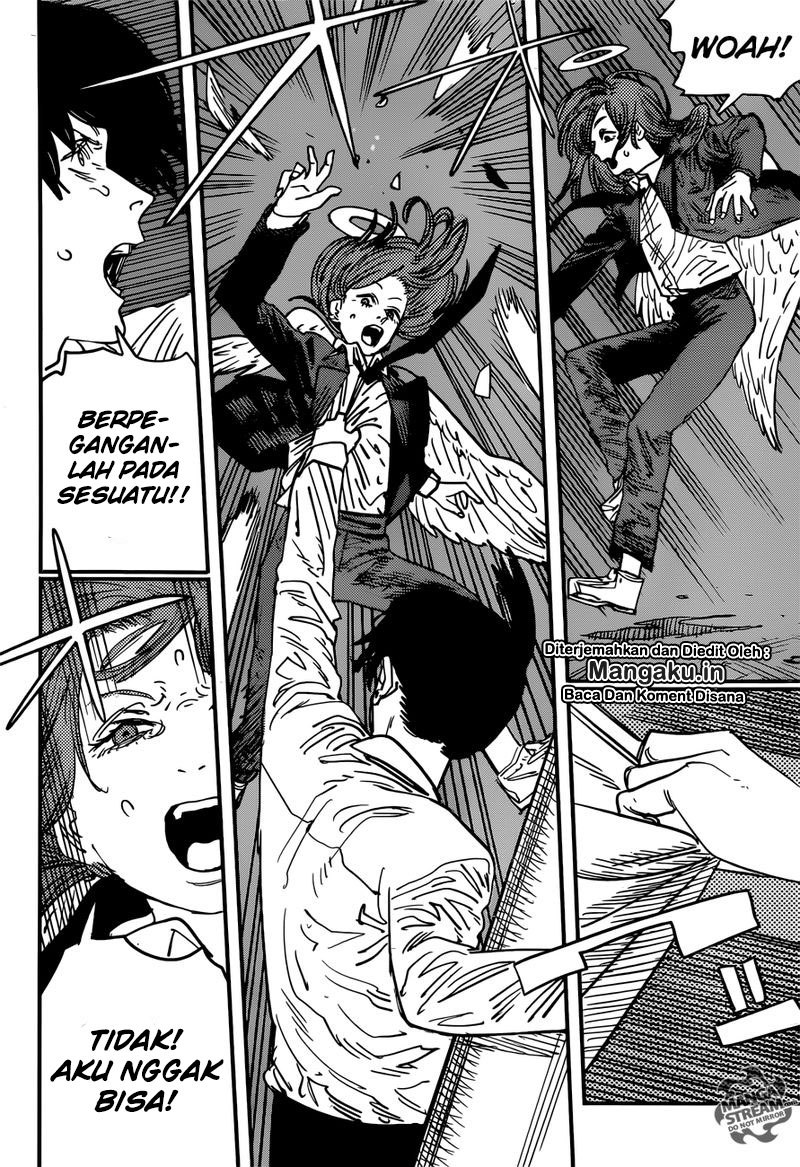 WOAH!
BERPE-
GANGAN-
LAH PADA
SESUATU!!
Diterjemahkan dan Diedit Oleh :
Mangaku.in
Baca Dan Koment Disana
TIDAK!
AKU NGGAK
BISA!
MANGA
STREAM
DO NOT MIRROR